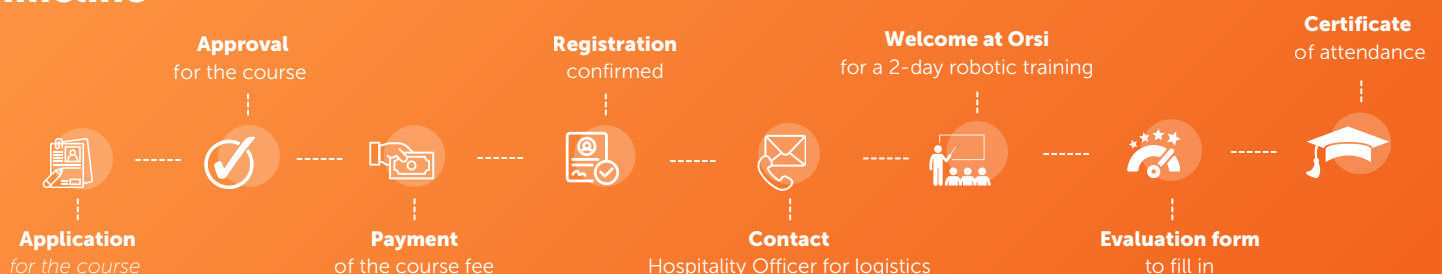 Approval
for the course
Registration
confirmed
Welcome at Orsi
for a 2-day robotic training
Certificate
of attendance
Application
for the course
Payment
of the course fee
Contact
Hospitality Officer for logistics
Evaluation form
to fill in